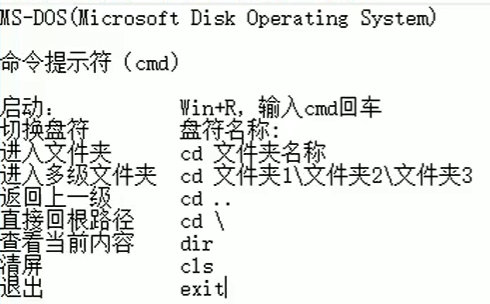 MS-DOS(Microsoft Disk Operating System)
命令提示符（cmd）
启动: Win+R, 输入cmd回车
切换盘符 盘符名称:
进入文件夹 cd 文件夹名称
进入多级文件夹 cd 文件夹1\文件夹2\文件夹3
返回上一级 cd ..
直接回根路径 cd \
查看当前内容 dir
清屏 cls
退出 exit